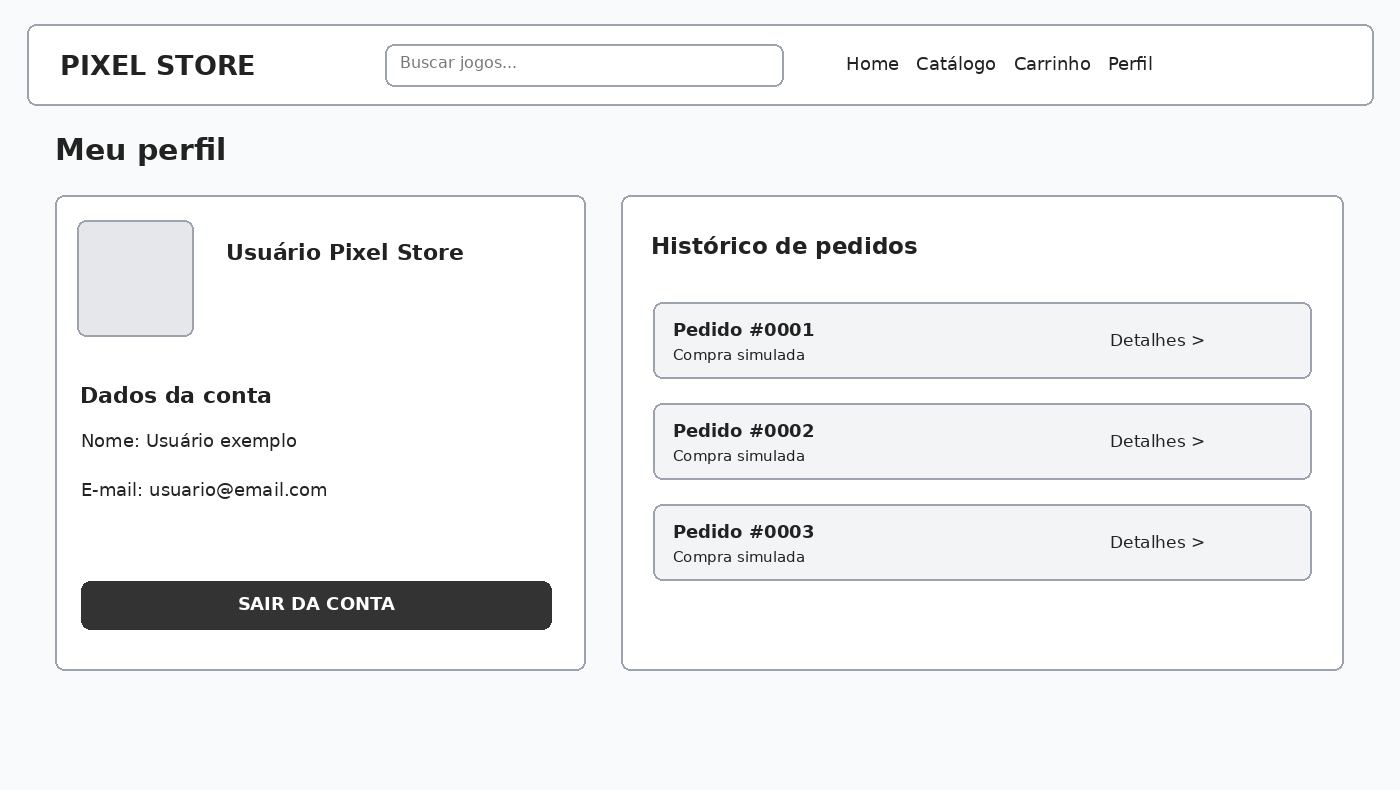 PIXEL STORE
Buscar jogos...
Home Catálogo Carrinho Perfil
Meu perfil
Usuário Pixel Store
Dados da conta
Nome: Usuário exemplo
E-mail: usuario@email.com
SAIR DA CONTA
Histórico de pedidos
Pedido #0001
Compra simulada
Detalhes >
Pedido #0002
Compra simulada
Detalhes >
Pedido #0003
Compra simulada
Detalhes >